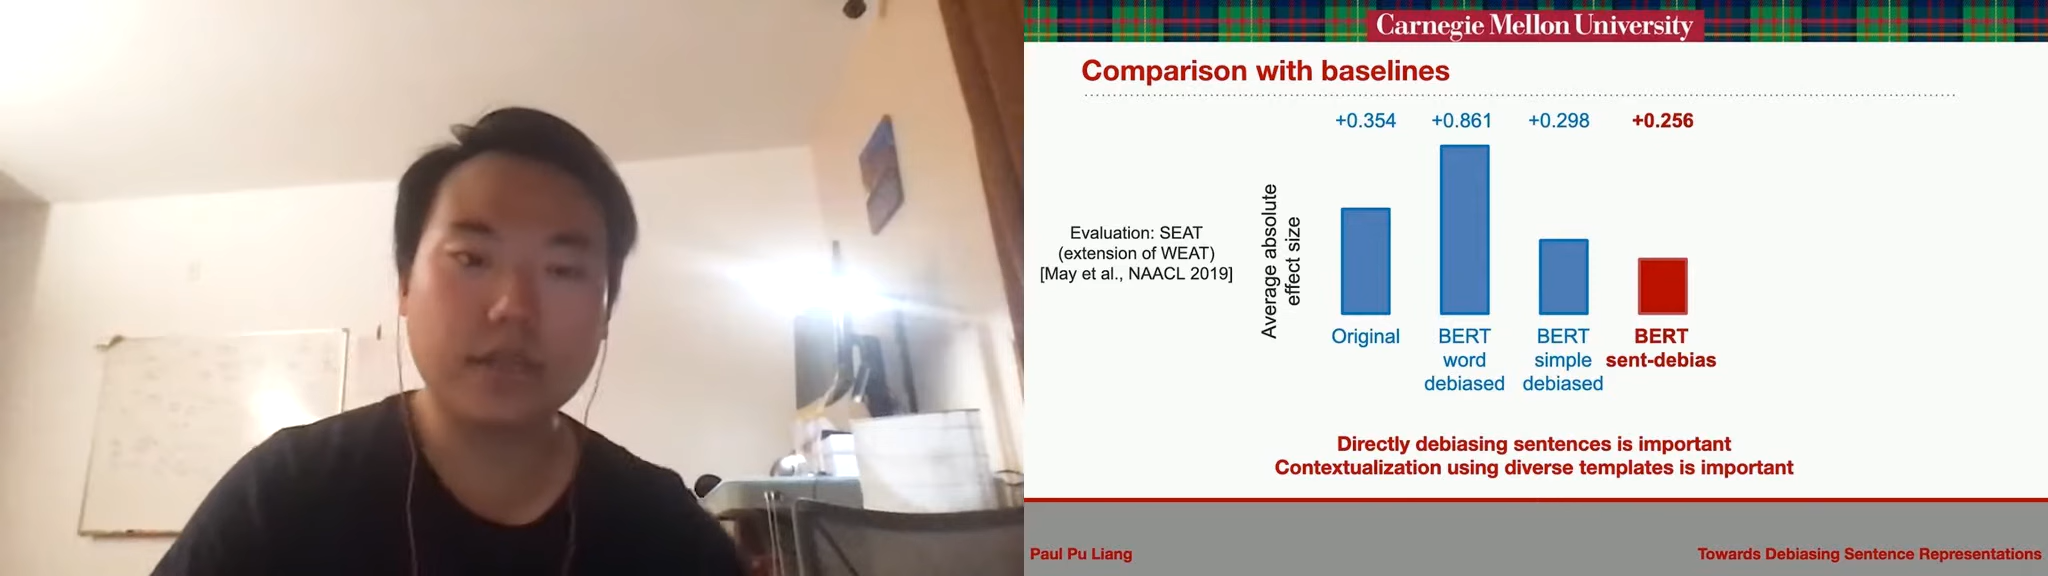 Carnegie Mellon University
Comparison with baselines
+0.354 +0.861 +0.298 +0.256
Evaluation: SEAT
(extension of WEAT)
[May et al., NAACL 2019]
Average absolute
effect size
Original
BERT
word
debiased
BERT
simple
debiased
BERT
sent-debias
Directly debiasing sentences is important
Contextualization using diverse templates is important
Paul Pu Liang
Towards Debiasing Sentence Representations